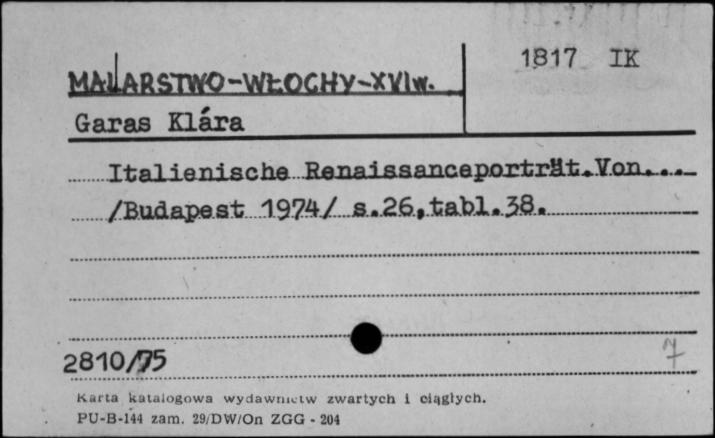 1817 IK
MALARSTWO-WŁOCHY-XVIw.
Garas Klára
Italienische Renaissanceporträt.Von....
/Budapest 1974/ s.26,tabl.38.
2810/75
7
Karta katalogowa wydawnictw zwartych i ciągłych.
PU-B-144 zam. 29/DW/On ZGG - 204